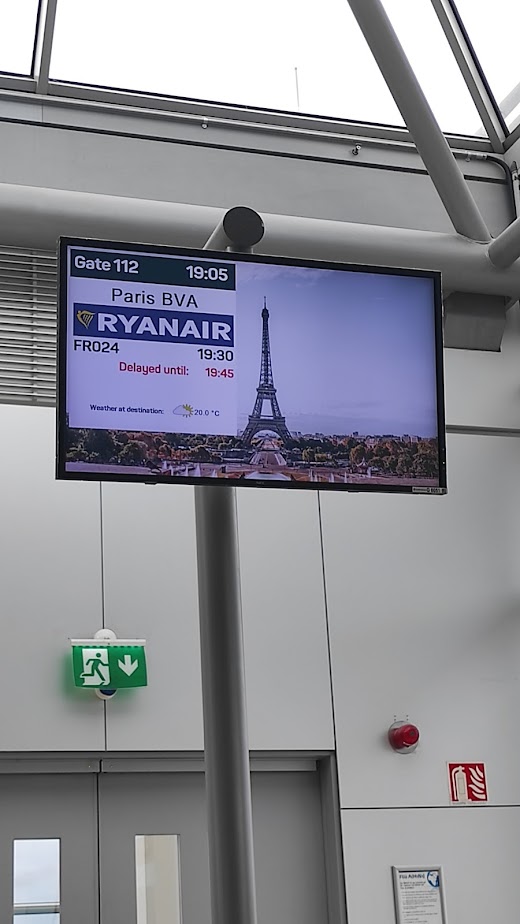 Gate 112 19:05
Paris BVA
RYANAIR
FR024 19:30
Delayed until: 19:45
Weather at destination: 20.0 °C